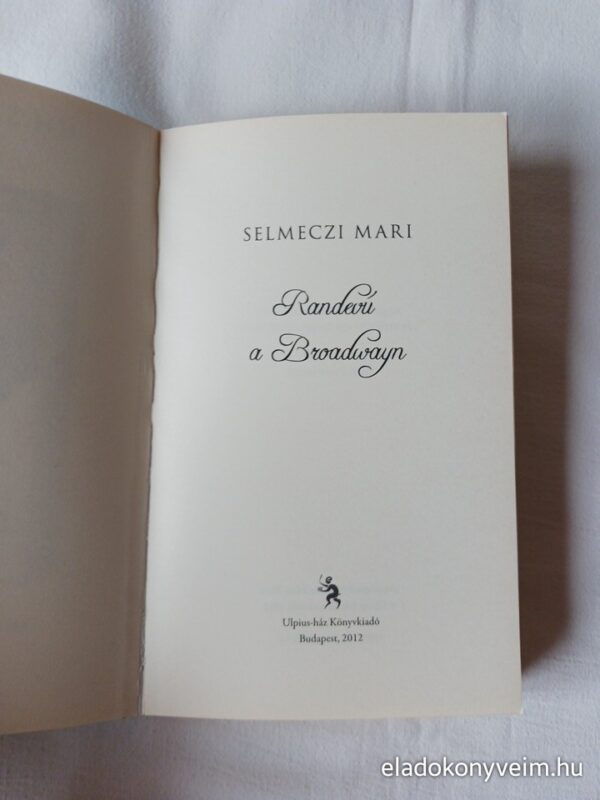 SELMECZI MARI
Randevú
a Broadwayn
Ulpius-ház Könyvkiadó
Budapest, 2012
eladokonyveim.hu